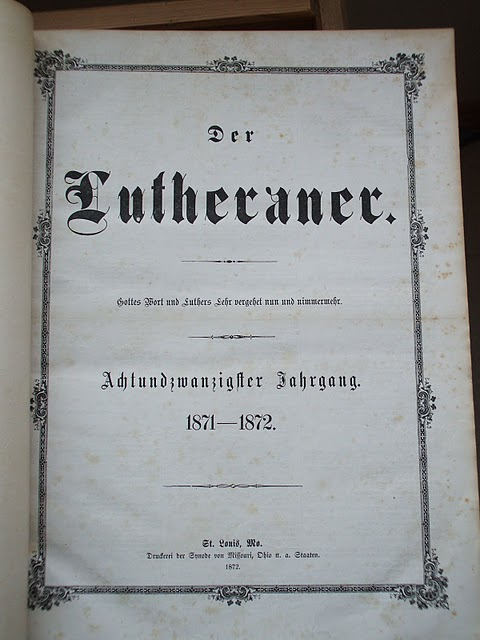 Der
Lutheraner.
Gottes Wort und Luthers Lehr vergehet nun und nimmermehr.
Achtundzwanzigster Jahrgang.
1871—1872.
St. Louis, Mo.
Druckerei der Synode von Missouri, Ohio u. a. Staaten.
1872.